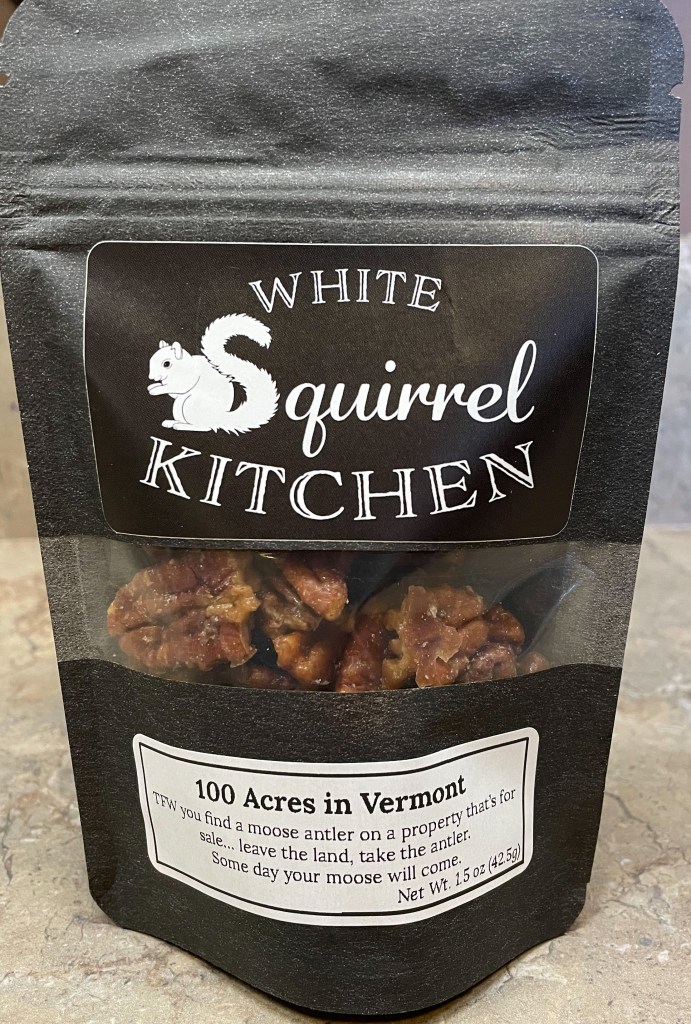 WHITE
Squirrel
KITCHEN
100 Acres in Vermont
TFW you find a moose antler on a property that's for
sale... leave the land, take the antler.
Some day your moose will come.
Net Wt. 1.5 oz (42.5g)